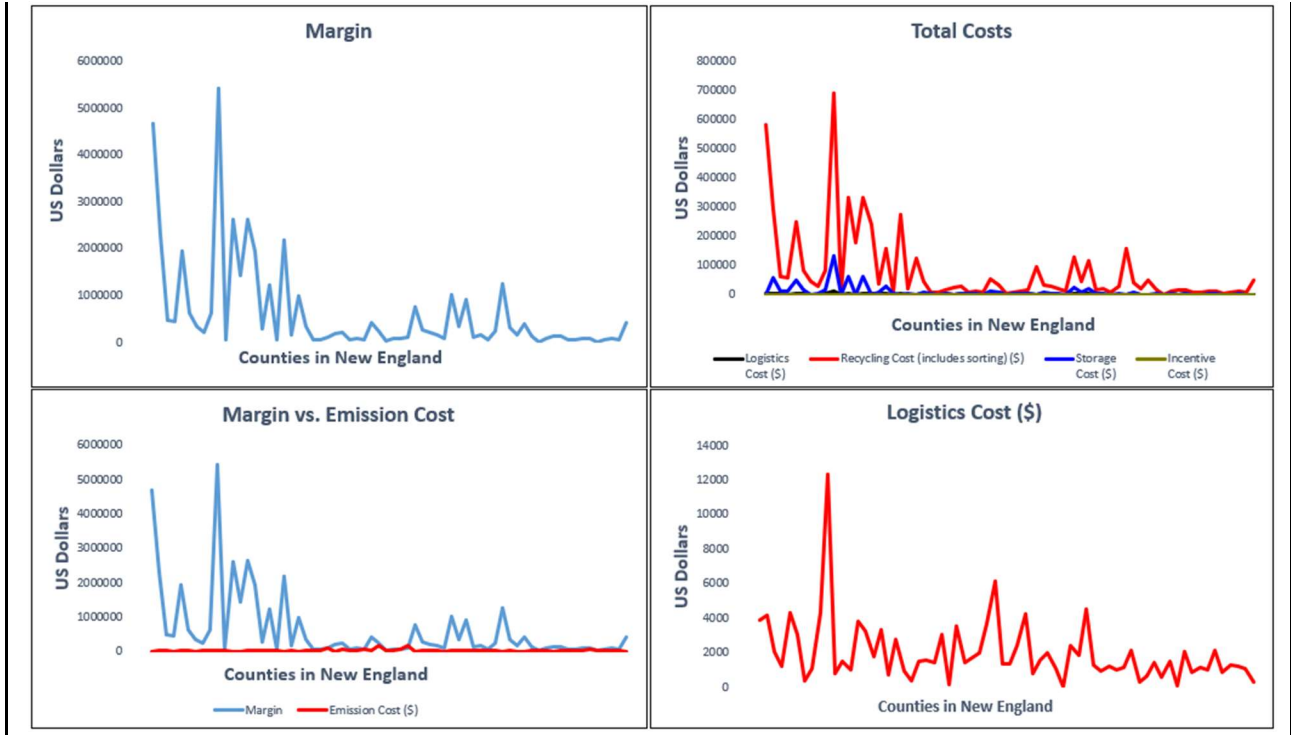 Margin
6000000
5000000
4000000
3000000
2000000
1000000
0
US Dollars
Counties in New England
Total Costs
800000
700000
600000
500000
400000
300000
200000
100000
0
US Dollars
Counties in New England
Logistics Cost ($)
Recycling Cost (includes sorting) ($)
Storage Cost ($)
Incentive Cost ($)
Margin vs. Emission Cost
6000000
5000000
4000000
3000000
2000000
1000000
0
US Dollars
Counties in New England
Margin
Emission Cost ($)
Logistics Cost ($)
14000
12000
10000
8000
6000
4000
2000
0
US Dollars
Counties in New England